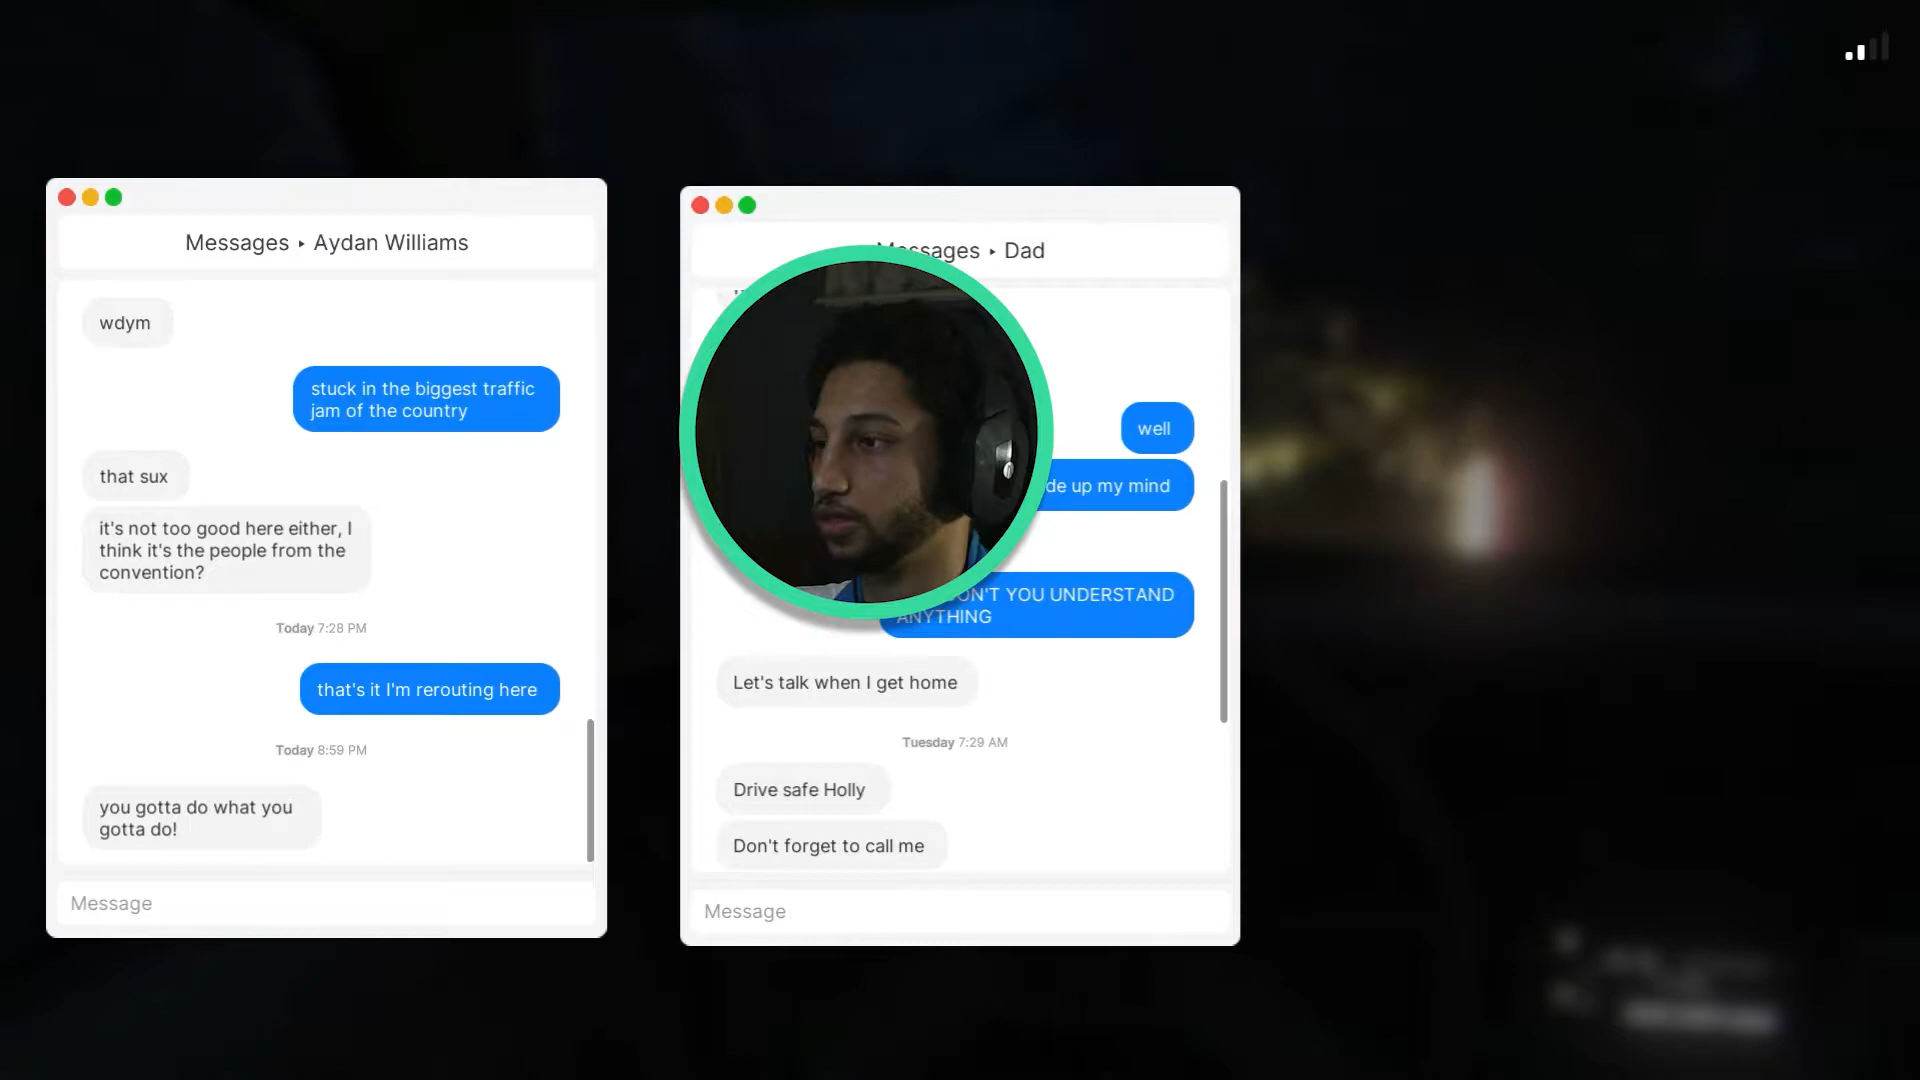 Messages ▸ Aydan Williams
wdym
stuck in the biggest traffic
jam of the country
that sux
it's not too good here either, I
think it's the people from the
convention?
Today 7:28 PM
that's it I'm rerouting here
Today 8:59 PM
you gotta do what you
gotta do!
Message
Messages ▸ Dad
well
up my mind
YOU UNDERSTAND
ANYTHING
Let's talk when I get home
Tuesday 7:29 AM
Drive safe Holly
Don't forget to call me
Message